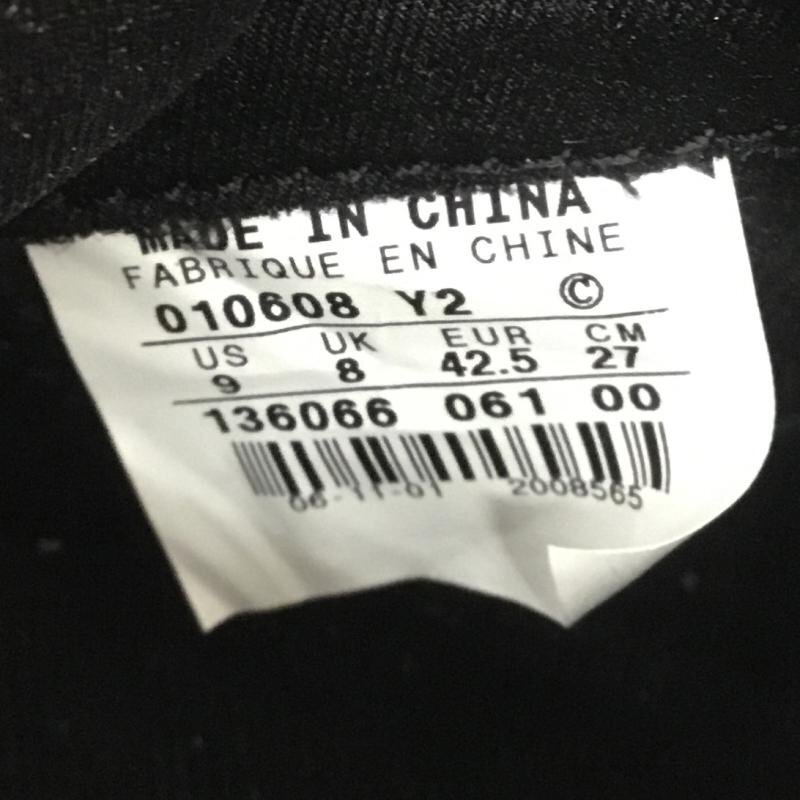 MADE IN CHINA
FABRIQUE EN CHINE
010608 Y2 ©
US UK EUR CM
9 8 42.5 27
136066 061 00
06-11-01 2008565